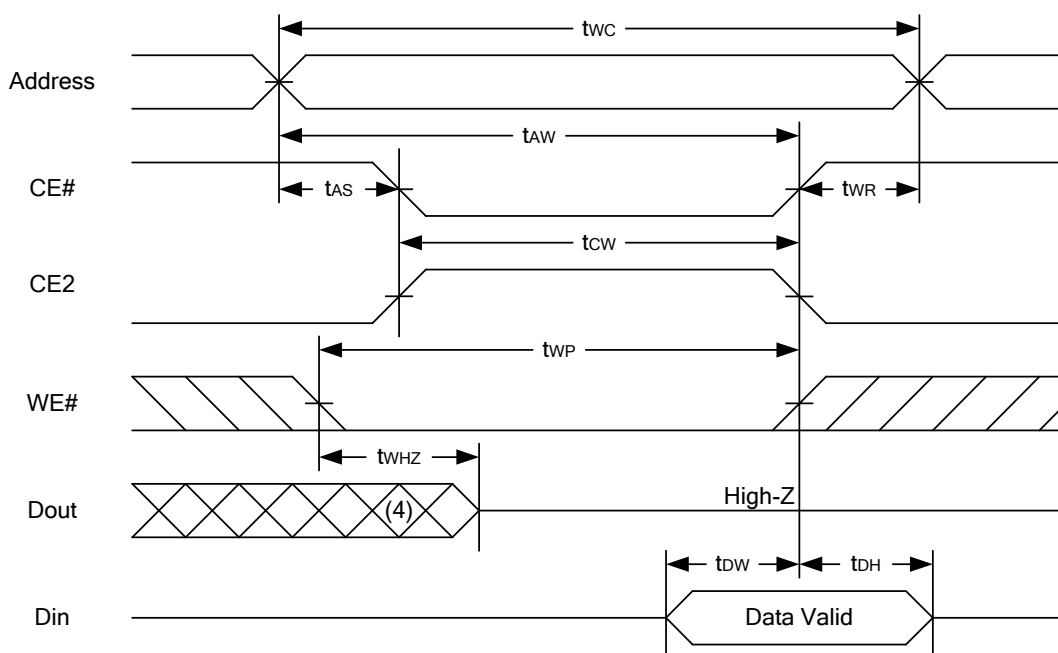 tWC
Address
tAW
CE#
tAS
tWR
tCW
CE2
tWP
WE#
tWHZ
Dout
(4)
High-Z
tDW
tDH
Din
Data Valid